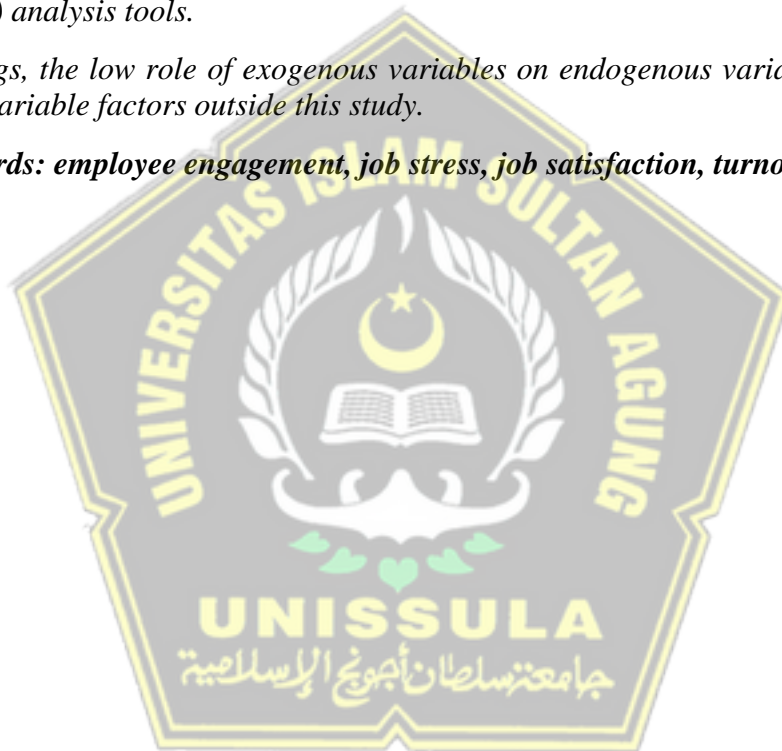 ) analysis tools.
gs, the low role of exogenous variables on endogenous varia
ariable factors outside this study.
rds: employee engagement, job stress, job satisfaction, turno
UNIVERSITAS ISLAM SULTAN AGUNG
UNISSULA
جامعة سلطان أجونج الإسلامية